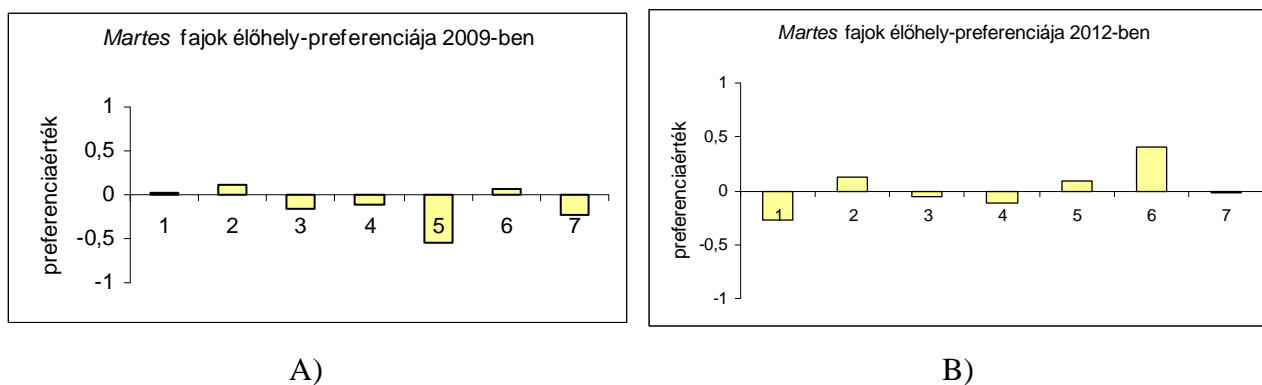 Martes fajok élőhely-preferenciája 2009-ben
preferenciaérték
1
0,5
0
-0,5
-1
1 2 3 4 5 6 7
A)
Martes fajok élőhely-preferenciája 2012-ben
preferenciaérték
1
0,5
0
-0,5
-1
1 2 3 4 5 6 7
B)